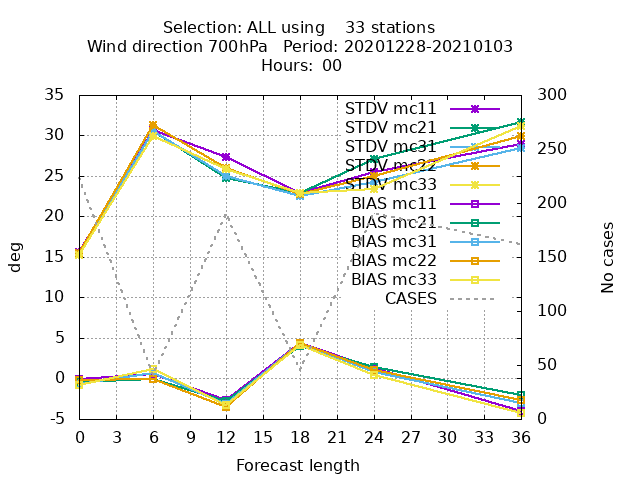 Selection: ALL using    33 stations
Wind direction 700hPa   Period: 20201228-20210103
Hours: 00
35
30
25
20
15
10
5
0
-5
300
250
200
150
100
50
0
deg
No cases
STDV mc11
STDV mc21
STDV mc31
STDV mc22
STDV mc33
BIAS mc11
BIAS mc21
BIAS mc31
BIAS mc22
BIAS mc33
CASES
0 3 6 9 12 15 18 21 24 27 30 33 36
Forecast length